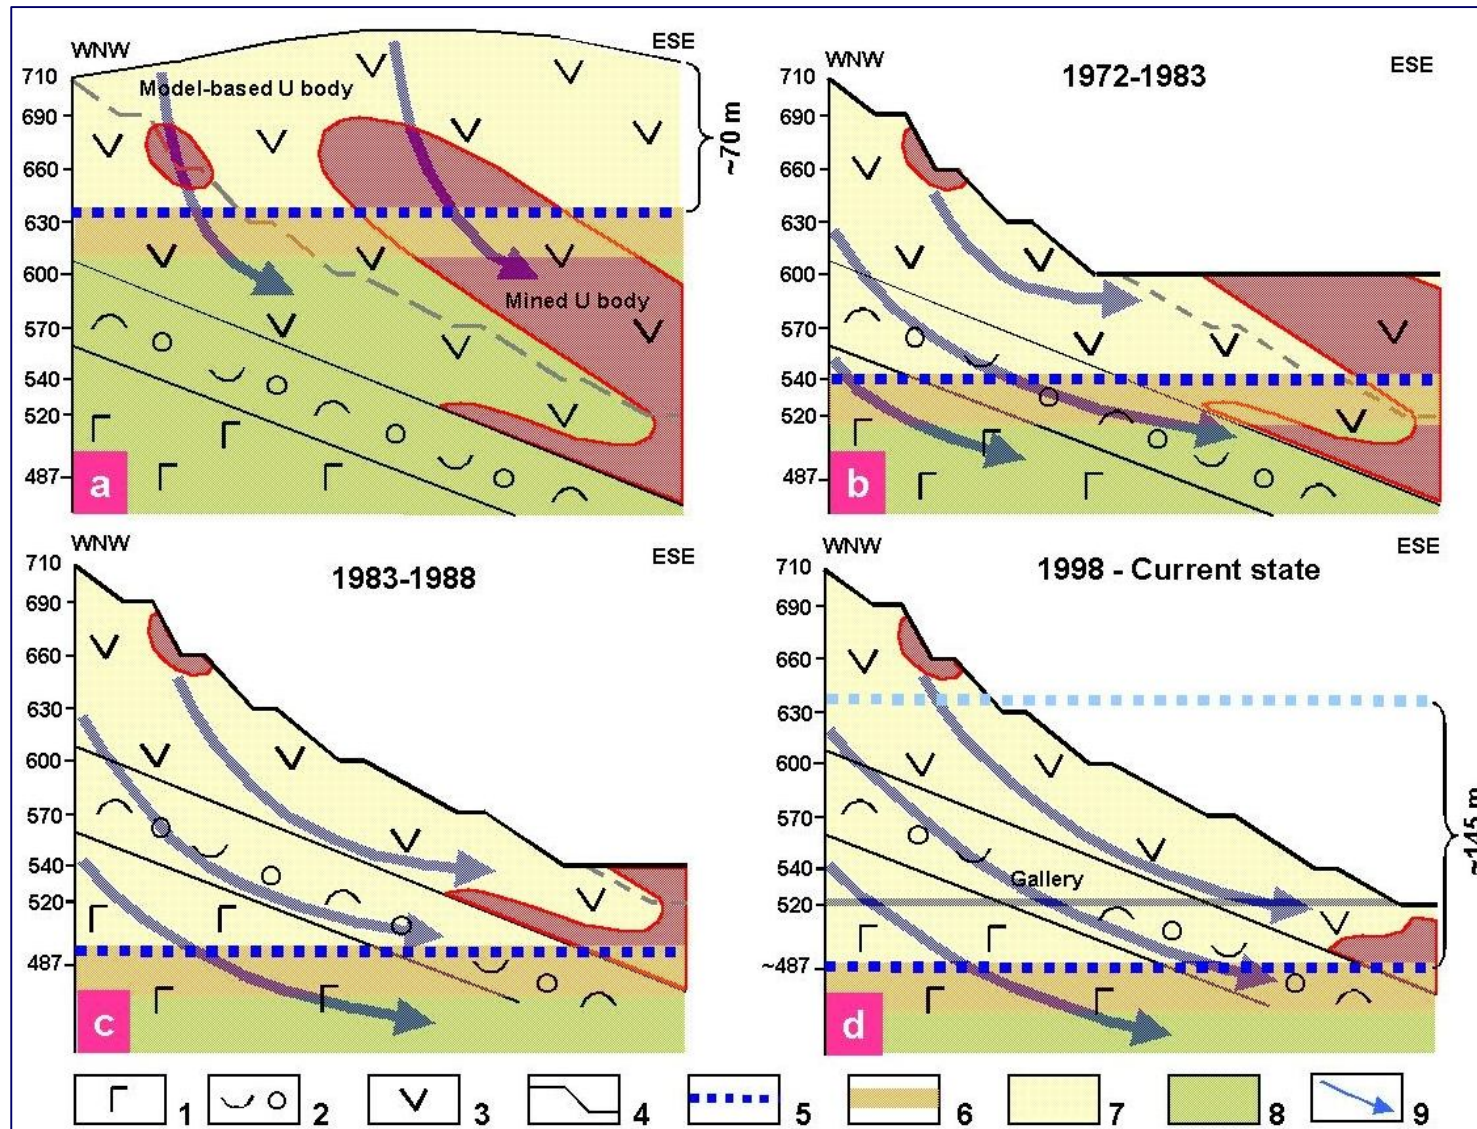 WNW
ESE
710
690
660
630
600
570
540
520
487
Model-based U body
Mined U body
~70 m
a
WNW
1972-1983
ESE
710
690
660
630
600
570
540
520
487
b
WNW
1983-1988
ESE
710
690
660
630
600
570
540
520
487
c
WNW
1998 - Current state
ESE
710
690
660
630
600
570
540
520
~487
Gallery
~145 m
d
1 2 3 4 5 6 7 8 9